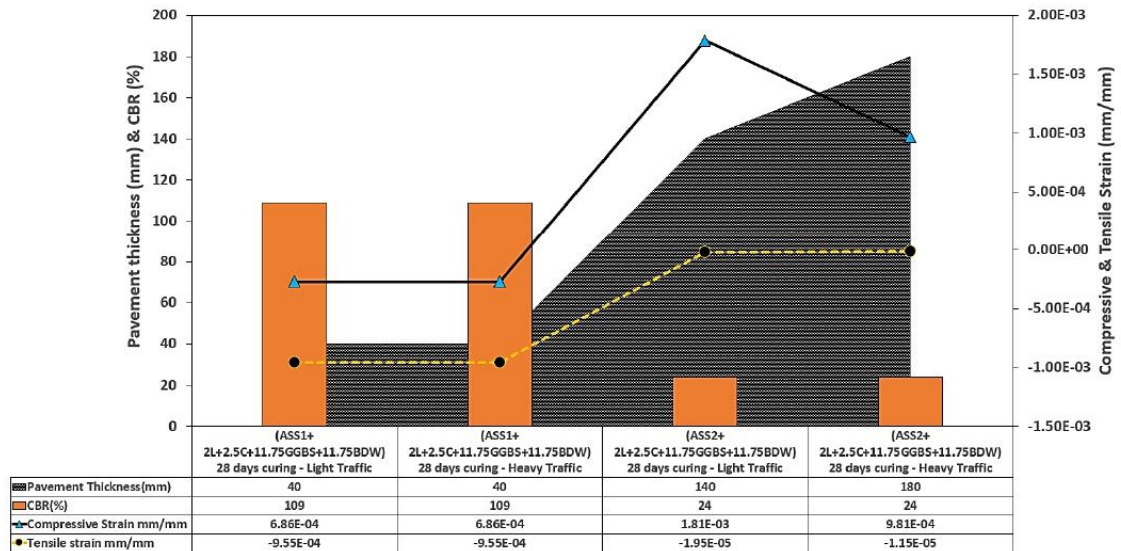 Pavement thickness (mm) & CBR (%)
200
180
160
140
120
100
80
60
40
20
0
2.00E-03
1.50E-03
1.00E-03
5.00E-04
0.00E+00
-5.00E-04
-1.00E-03
-1.50E-03
Compressive & Tensile Strain (mm/mm)
(ASS1+ (ASS1+ (ASS2+ (ASS2+
2L+2.5C+11.75GGBS+11.75BDW) 2L+2.5C+11.75GGBS+11.75BDW) 2L+2.5C+11.75GGBS+11.75BDW) 2L+2.5C+11.75GGBS+11.75BDW)
28 days curing - Light Traffic 28 days curing - Heavy Traffic 28 days curing - Light Traffic 28 days curing - Heavy Traffic
Pavement Thickness(mm) 40 40 140 180
CBR(%) 109 109 24 24
Compressive Strain mm/mm 6.86E-04 6.86E-04 1.81E-03 9.81E-04
Tensile strain mm/mm -9.55E-04 -9.55E-04 -1.95E-05 -1.15E-05